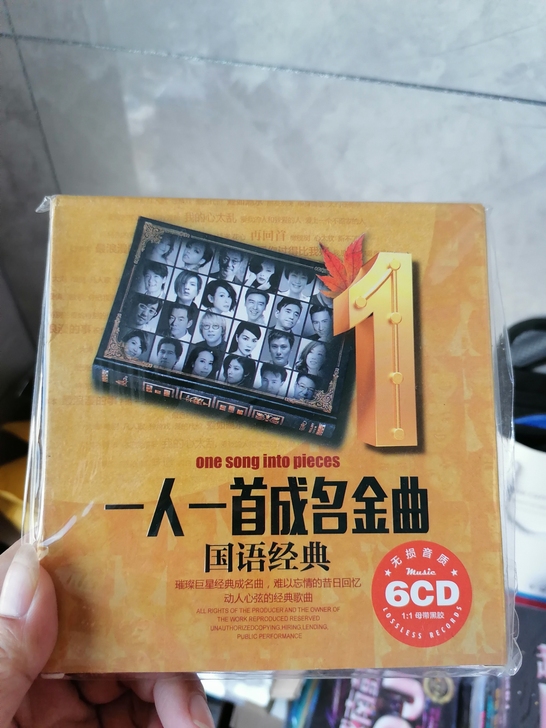 1
one song into pieces
一人一首成名金曲
国语经典
璀璨巨星经典成名曲，难以忘情的昔日回忆
动人心弦的经典歌曲
ALL RIGHTS OF THE PRODUCER AND THE OWNER OF
THE WORK REPRODUCED RESERVED
UNAUTHORIZEDCOPYING,HIRING,LENDING,
PUBLIC PERFORMANCE
★无损音质★
Music
6CD
1:1 母带黑胶
LOSSLESS RECORDS